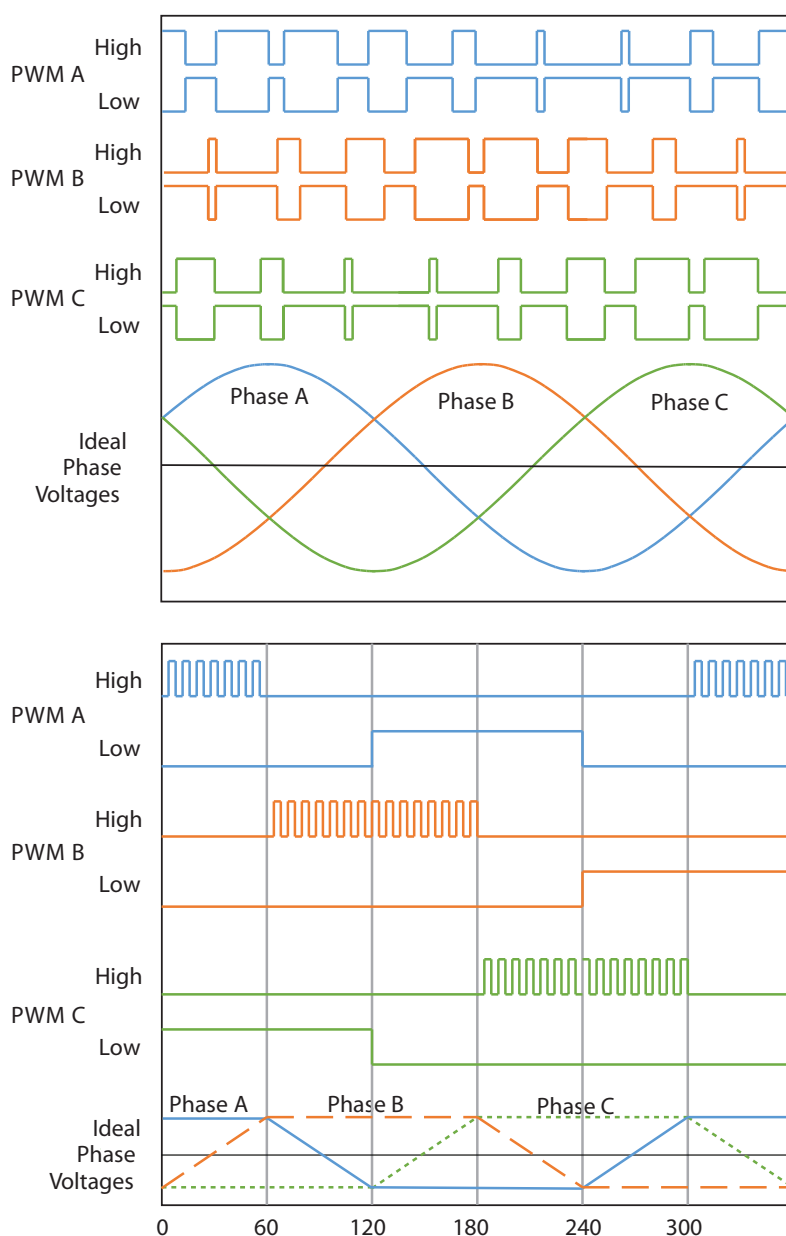 High
PWM A
Low
High
PWM B
Low
High
PWM C
Low
Phase A
Phase B
Phase C
Ideal
Phase
Voltages
High
PWM A
Low
High
PWM B
Low
High
PWM C
Low
Phase A
Phase B
Phase C
Ideal
Phase
Voltages
0 60 120 180 240 300